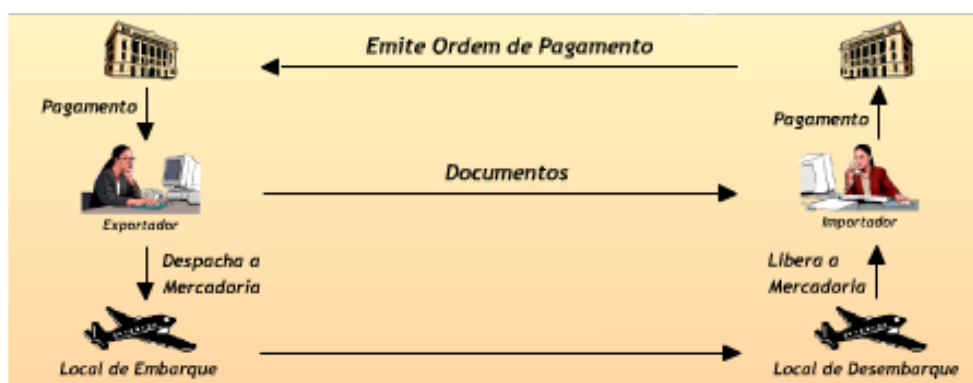 Emite Ordem de Pagamento
Pagamento
Pagamento
Documentos
Exportador
Importador
Despacha a
Mercadoria
Libera a
Mercadoria
Local de Embarque
Local de Desembarque